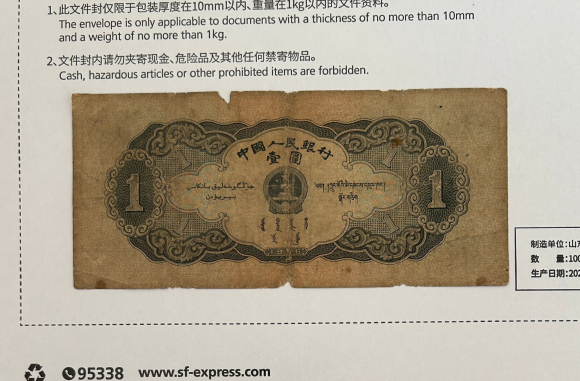 1、此文件封仅限于包装厚度在10mm以内、重量在1kg以内的文件资料。
The envelope is only applicable to documents with a thickness of no more than 10mm
and a weight of no more than 1kg.
2、文件封内请勿夹寄现金、危险品及其他任何禁寄物品。
Cash, hazardous articles or other prohibited items are forbidden.
中國人民銀行
壹圓
1 1
制造单位:山东
数 量:100
生产日期:202
95338 www.sf-express.com